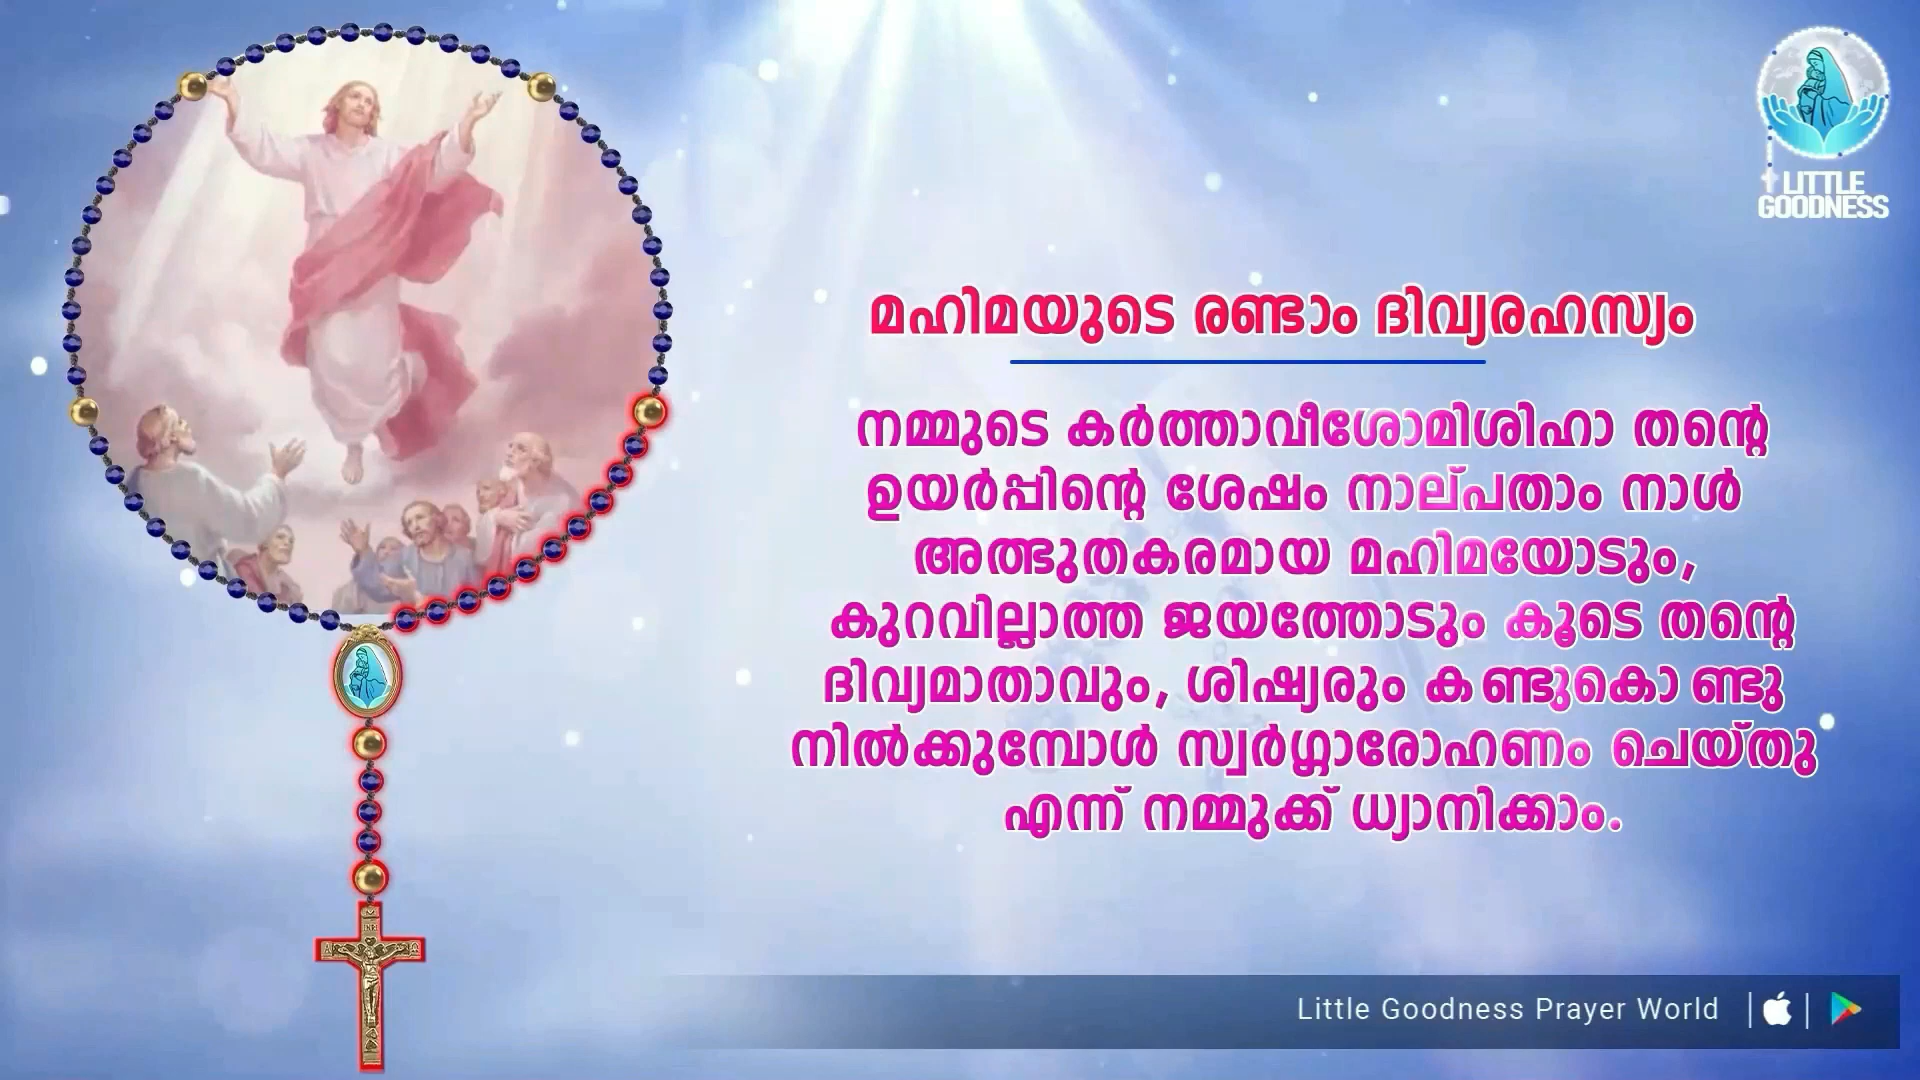 LITTLE
GOODNESS
മഹിമയുടെ രണ്ടാം ദിവ്യരഹസ്യം
നമ്മുടെ കർത്താവീശോമിശിഹാ തന്റെ
ഉയർപ്പിന്റെ ശേഷം നാല്പതാം നാൾ
അത്ഭുതകരമായ മഹിമയോടും,
കുറവില്ലാത്ത ജയത്തോടും കൂടെ തന്റെ
ദിവ്യമാതാവും, ശിഷ്യരും കണ്ടുകൊണ്ടു
നിൽക്കുമ്പോൾ സ്വർഗ്ഗാരോഹണം ചെയ്തു
എന്ന് നമ്മുക്ക് ധ്യാനിക്കാം.
INRI
Little Goodness Prayer World